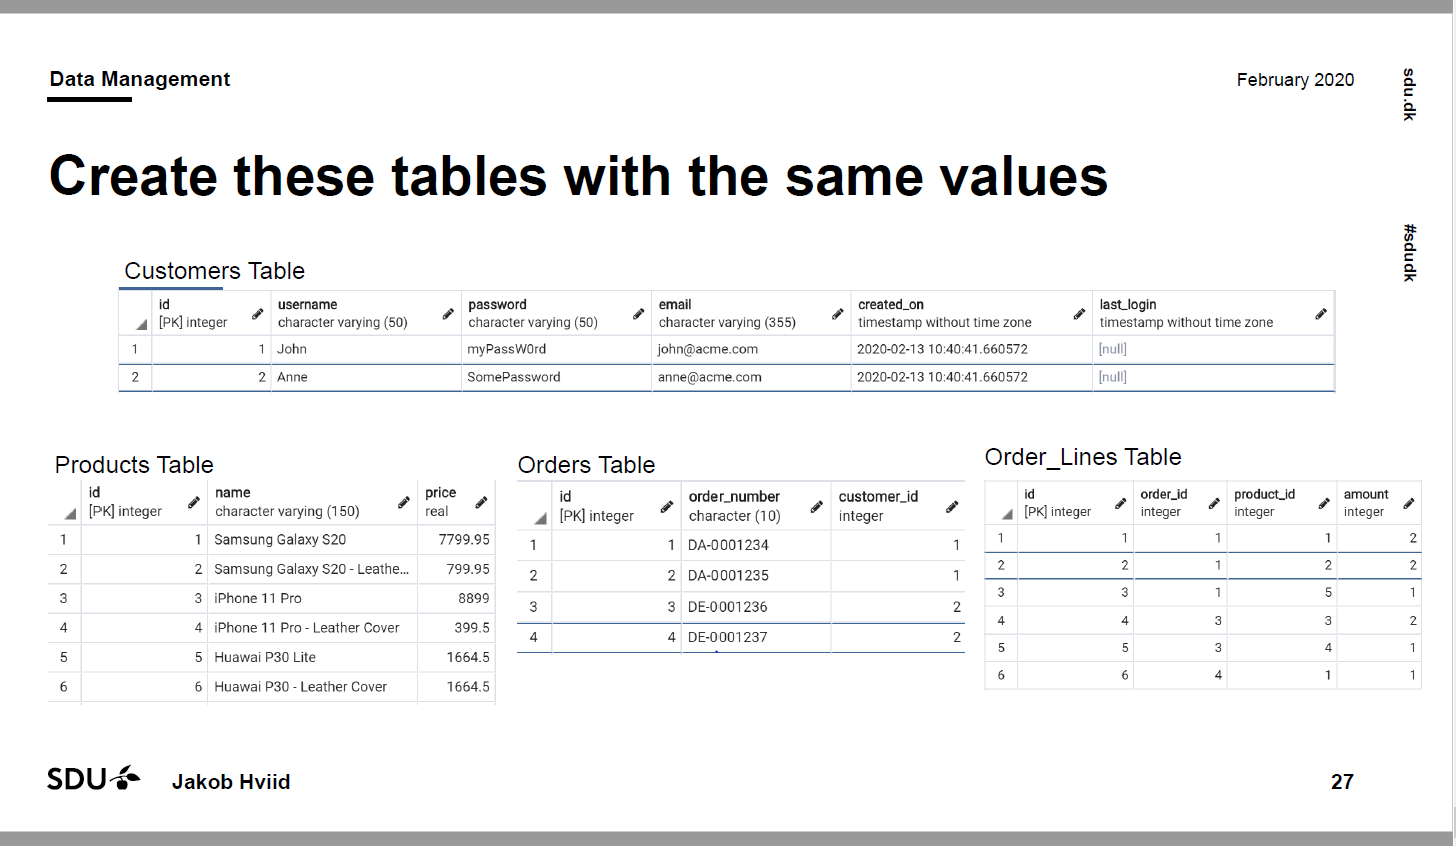 Data Management
February 2020
sdu.dk
#sdudk
Create these tables with the same values
Customers Table
id username password email created_on last_login
[PK] integer character varying (50) character varying (50) character varying (355) timestamp without time zone timestamp without time zone
1 1 John myPassW0rd john@acme.com 2020-02-13 10:40:41.660572 [null]
2 2 Anne SomePassword anne@acme.com 2020-02-13 10:40:41.660572 [null]
Products Table
id name price
[PK] integer character varying (150) real
1 1 Samsung Galaxy S20 7799.95
2 2 Samsung Galaxy S20 - Leathe... 799.95
3 3 iPhone 11 Pro 8899
4 4 iPhone 11 Pro - Leather Cover 399.5
5 5 Huawai P30 Lite 1664.5
6 6 Huawai P30 - Leather Cover 1664.5
Orders Table
id order_number customer_id
[PK] integer character (10) integer
1 1 DA-0001234 1
2 2 DA-0001235 1
3 3 DE-0001236 2
4 4 DE-0001237 2
Order_Lines Table
id order_id product_id amount
[PK] integer integer integer integer
1 1 1 1 2
2 2 1 2 2
3 3 1 5 1
4 4 3 3 2
5 5 3 4 1
6 6 4 1 1
SDU
Jakob Hviid
27